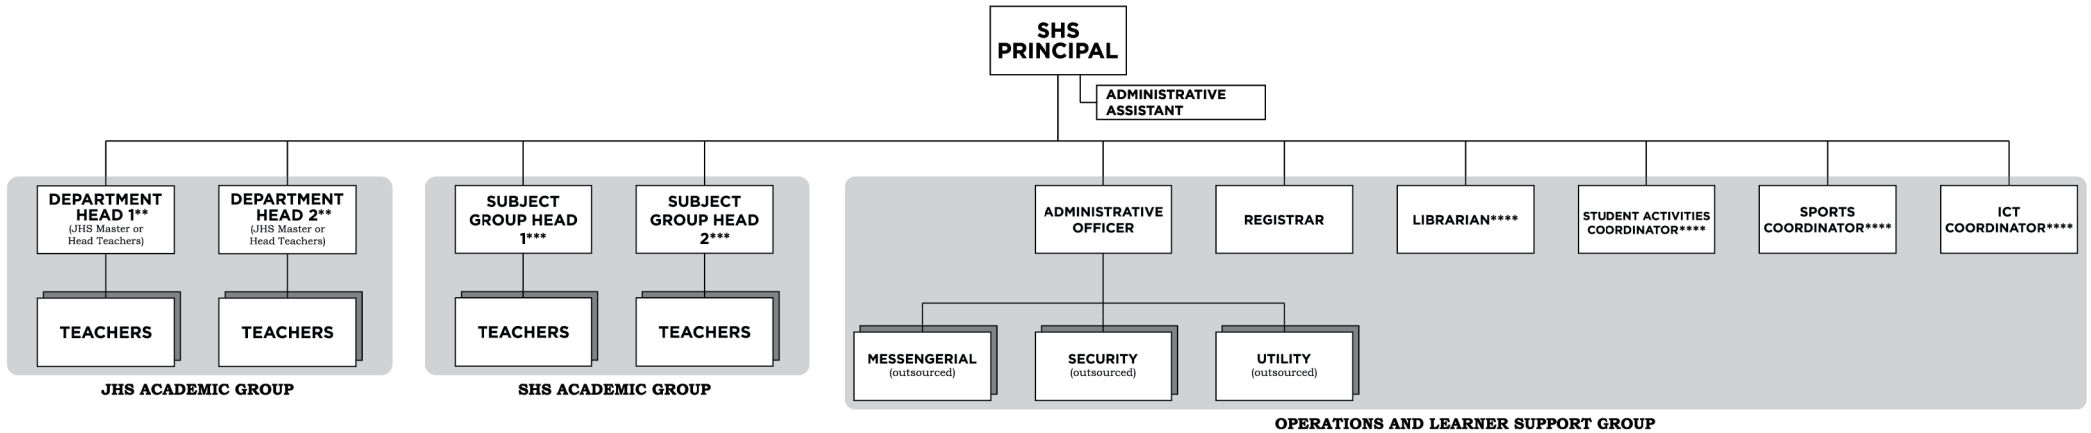 SHS
PRINCIPAL
ADMINISTRATIVE
ASSISTANT
DEPARTMENT
HEAD 1**
(JHS Master or
Head Teachers)
DEPARTMENT
HEAD 2**
(JHS Master or
Head Teachers)
SUBJECT
GROUP HEAD
1***
SUBJECT
GROUP HEAD
2***
ADMINISTRATIVE
OFFICER
REGISTRAR
LIBRARIAN****
STUDENT ACTIVITIES
COORDINATOR****
SPORTS
COORDINATOR****
ICT
COORDINATOR****
TEACHERS
TEACHERS
TEACHERS
TEACHERS
MESSENGERIAL
(outsourced)
SECURITY
(outsourced)
UTILITY
(outsourced)
JHS ACADEMIC GROUP
SHS ACADEMIC GROUP
OPERATIONS AND LEARNER SUPPORT GROUP